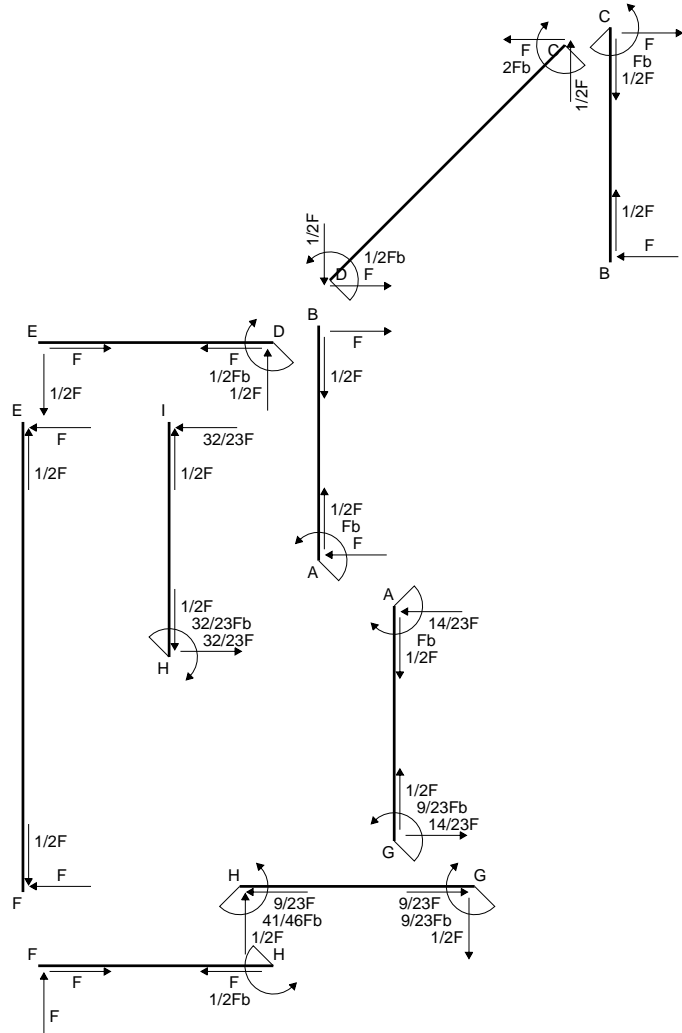 C
F
C
2Fb
1/2F
F
Fb
1/2F
1/2F
F
B
1/2F
1/2Fb
D
F
E
D
F
F
1/2Fb
1/2F
1/2F
B
F
1/2F
1/2F
Fb
F
A
E
F
1/2F
1/2F
F
F
I
32/23F
1/2F
1/2F
32/23Fb
32/23F
H
A
14/23F
Fb
1/2F
1/2F
9/23Fb
14/23F
G
H
G
9/23F
9/23F
41/46Fb
9/23Fb
1/2F
1/2F
F
H
F
F
1/2Fb
F